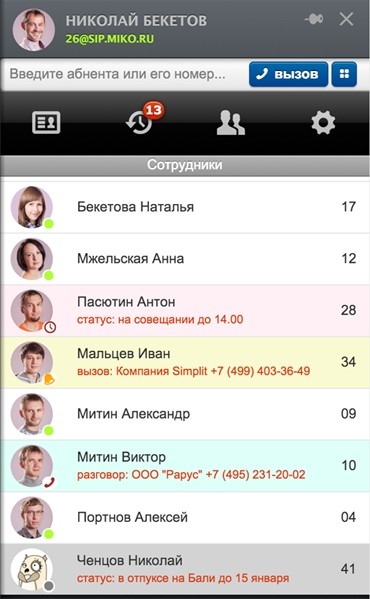 НИКОЛАЙ БЕКЕТОВ
26@SIP.MIKO.RU
Введите абнента или его номер...
вызов
13
Сотрудники
Бекетова Наталья 17
Мжельская Анна 12
Пасютин Антон 28
статус: на совещании до 14.00
Мальцев Иван 34
вызов: Компания Simplit +7 (499) 403-36-49
Митин Александр 09
Митин Виктор 10
разговор: ООО "Рарус" +7 (495) 231-20-02
Портнов Алексей 04
Ченцов Николай 41
статус: в отпуске на Бали до 15 января